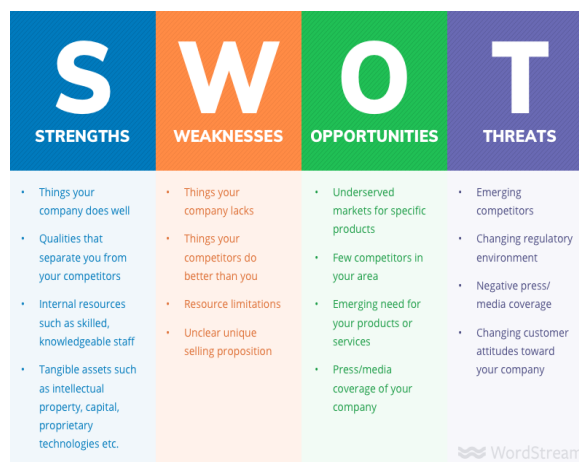 S
STRENGTHS
• Things your
company does well
• Qualities that
separate you from
your competitors
• Internal resources
such as skilled,
knowledgeable staff
• Tangible assets such
as intellectual
property, capital,
proprietary
technologies etc.
W
WEAKNESSES
• Things your
company lacks
• Things your
competitors do
better than you
• Resource limitations
• Unclear unique
selling proposition
O
OPPORTUNITIES
• Underserved
markets for specific
products
• Few competitors in
your area
• Emerging need for
your products or
services
• Press/media
coverage of your
company
T
THREATS
• Emerging
competitors
• Changing regulatory
environment
• Negative press/
media coverage
• Changing customer
attitudes toward
your company
WordStream